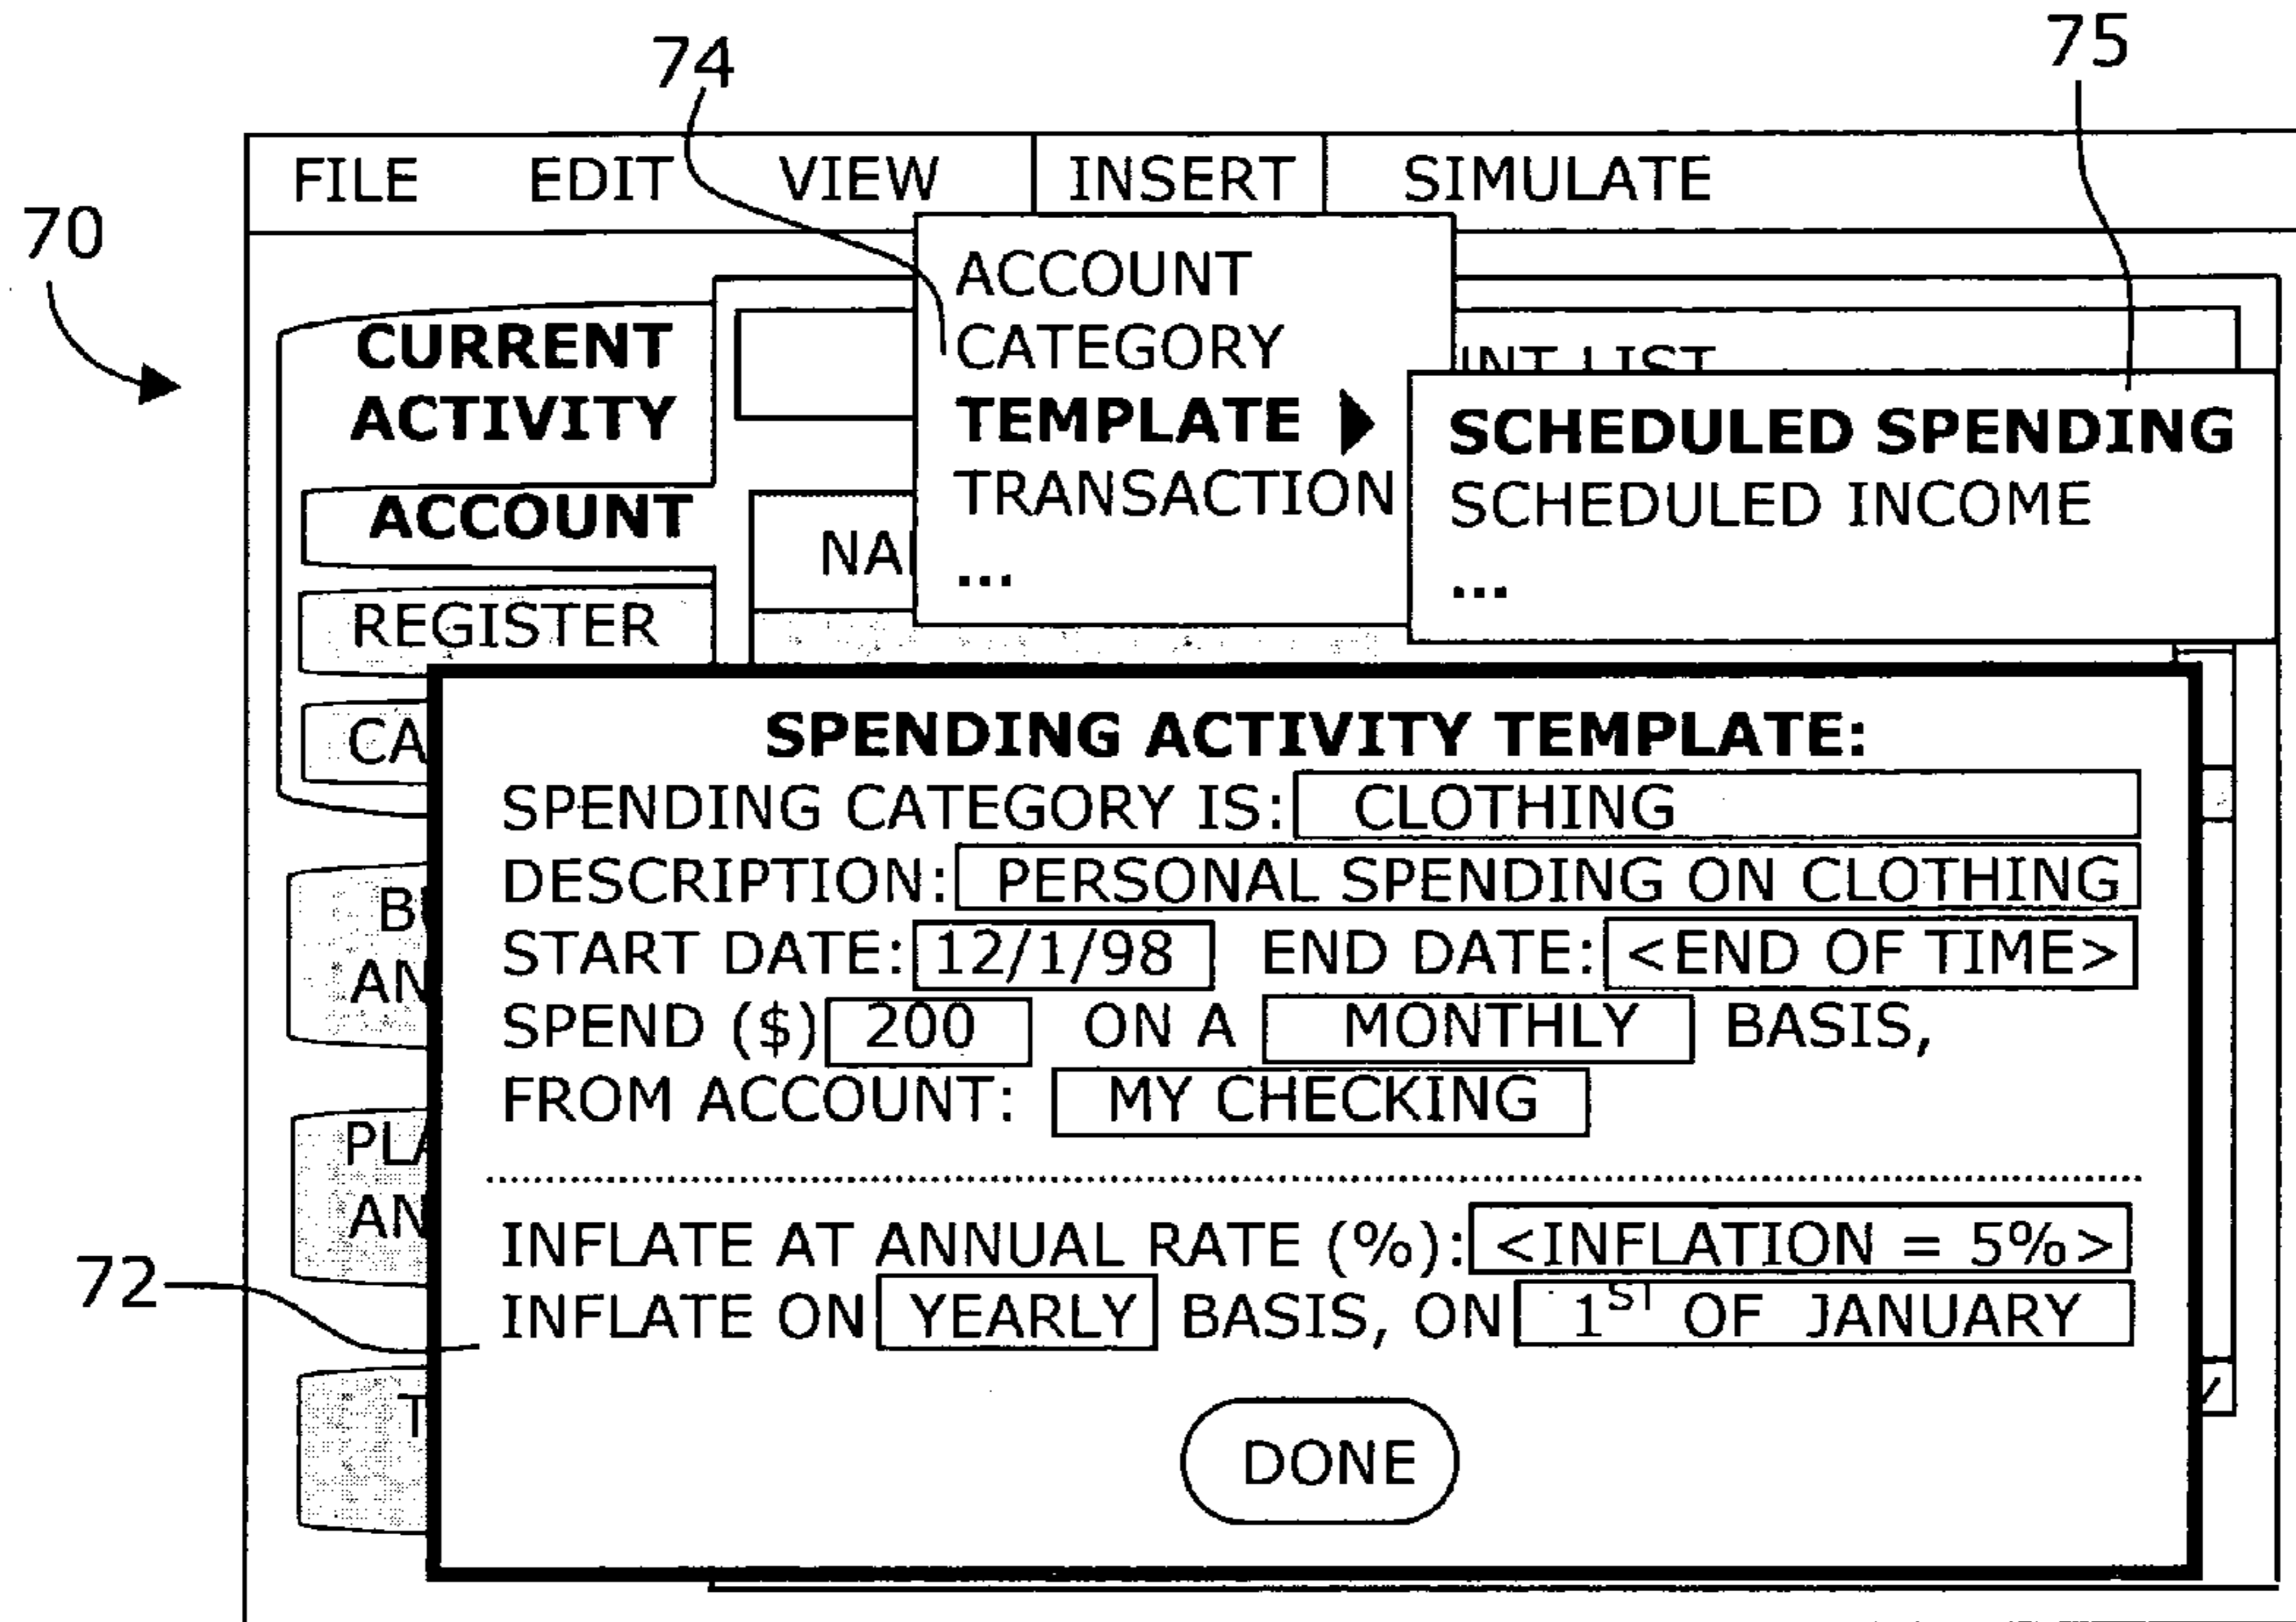 74
75
FILE EDIT VIEW INSERT SIMULATE
70
ACCOUNT
CATEGORY
TEMPLATE
TRANSACTION
...
SCHEDULED SPENDING
SCHEDULED INCOME
...
CURRENT
ACTIVITY
ACCOUNT
REGISTER
LIST
SPENDING ACTIVITY TEMPLATE:
SPENDING CATEGORY IS: CLOTHING
DESCRIPTION: PERSONAL SPENDING ON CLOTHING
START DATE: 12/1/98 END DATE: <END OF TIME>
SPEND ($) 200 ON A MONTHLY BASIS,
FROM ACCOUNT: MY CHECKING
INFLATE AT ANNUAL RATE (%): <INFLATION = 5%>
INFLATE ON YEARLY BASIS, ON 1ST OF JANUARY
DONE
72